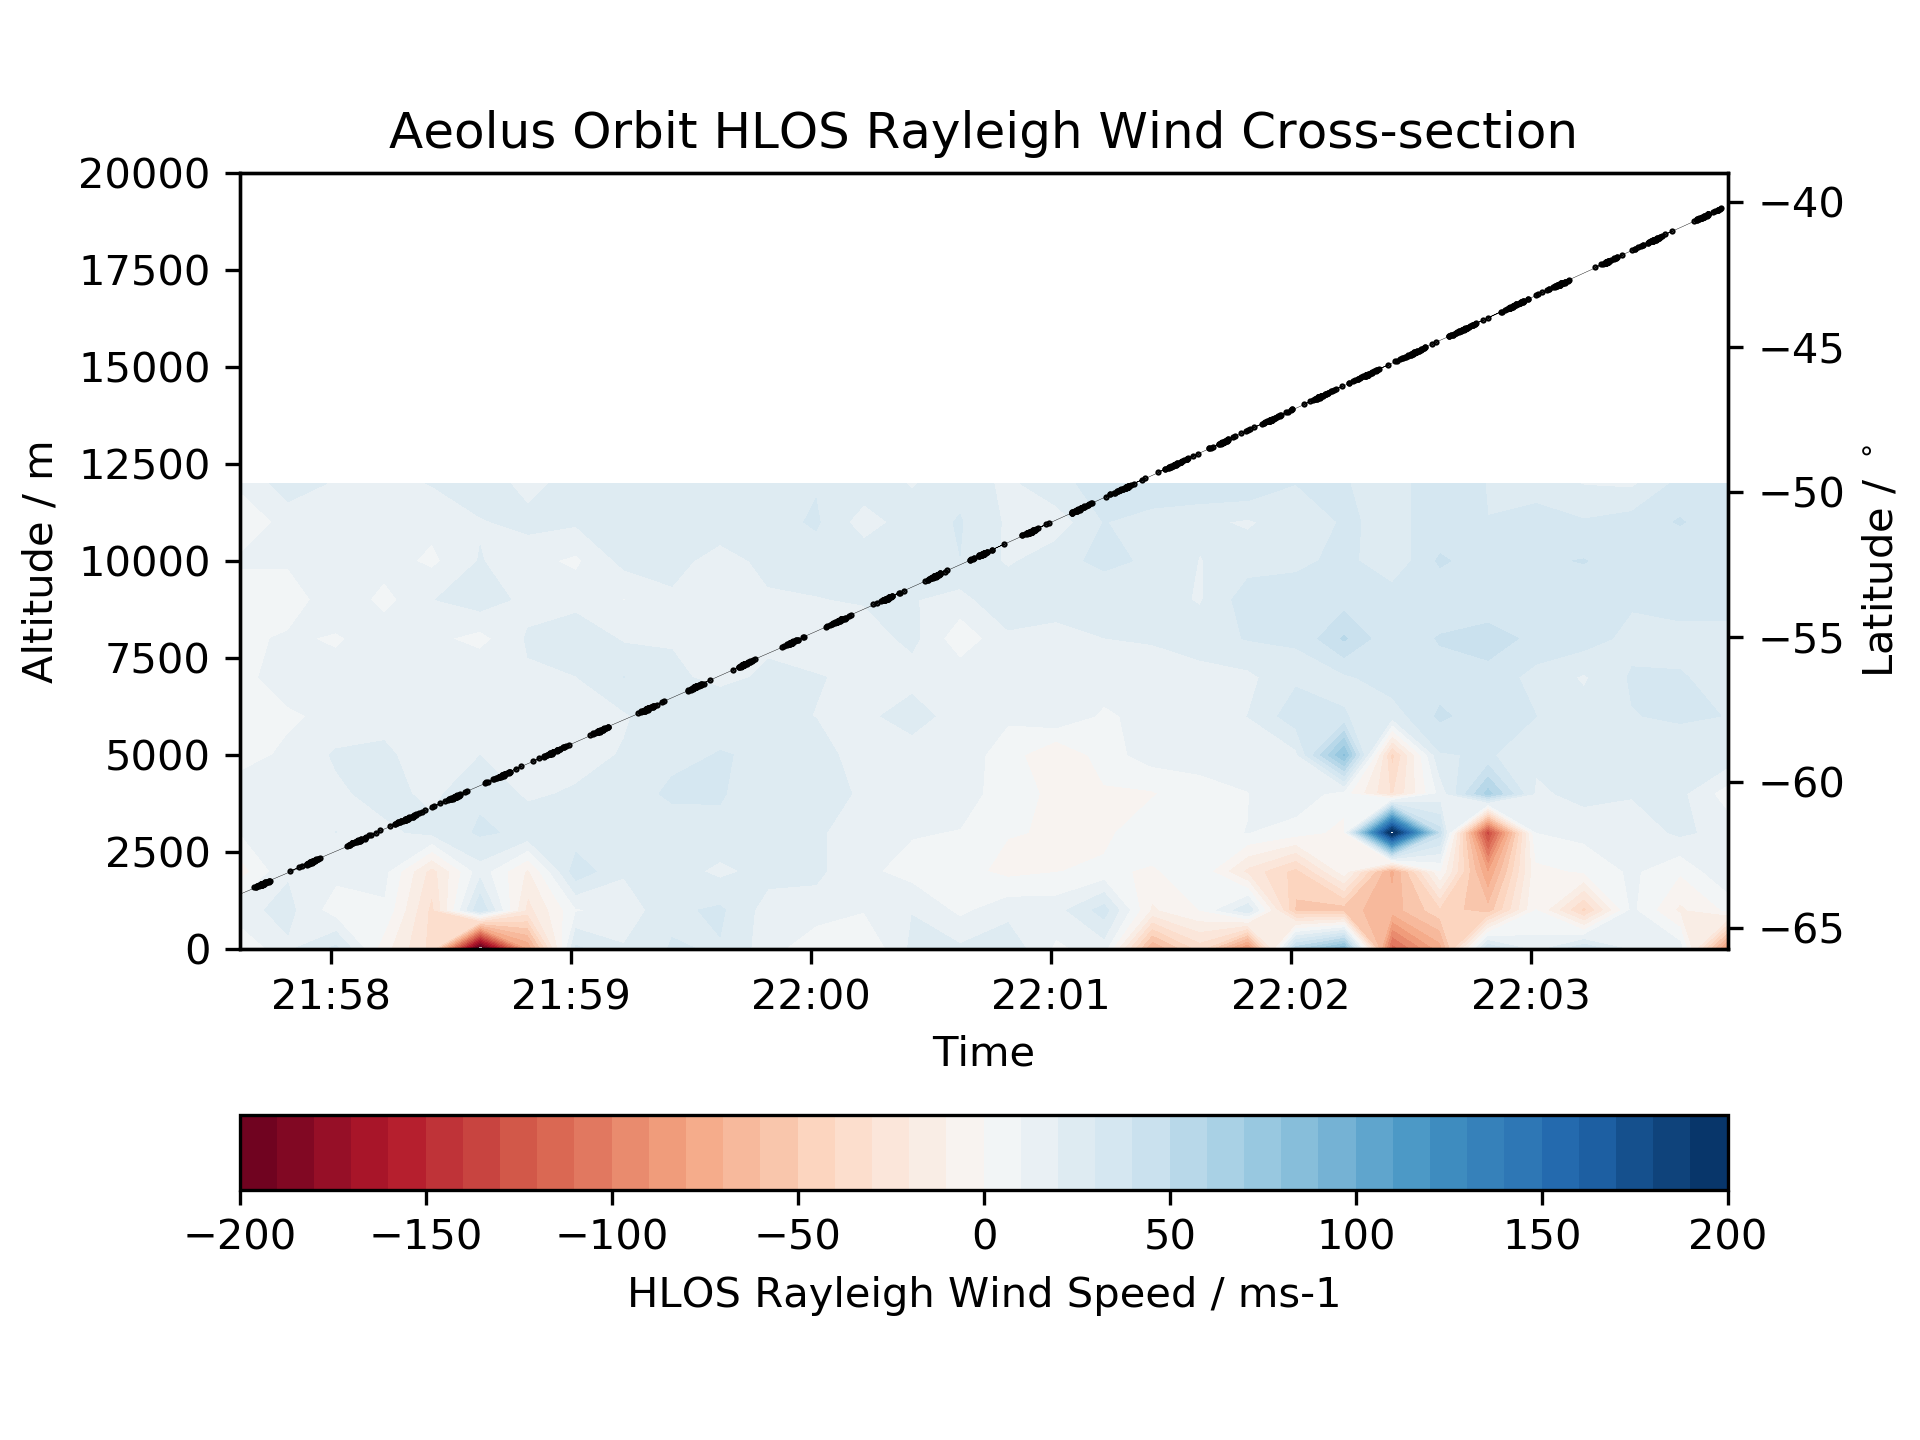 Aeolus Orbit HLOS Rayleigh Wind Cross-section
20000
17500
15000
12500
10000
7500
5000
2500
0
Altitude / m
−40
−45
−50
−55
−60
−65
Latitude / °
21:58 21:59 22:00 22:01 22:02 22:03
Time
−200 −150 −100 −50 0 50 100 150 200
HLOS Rayleigh Wind Speed / ms-1